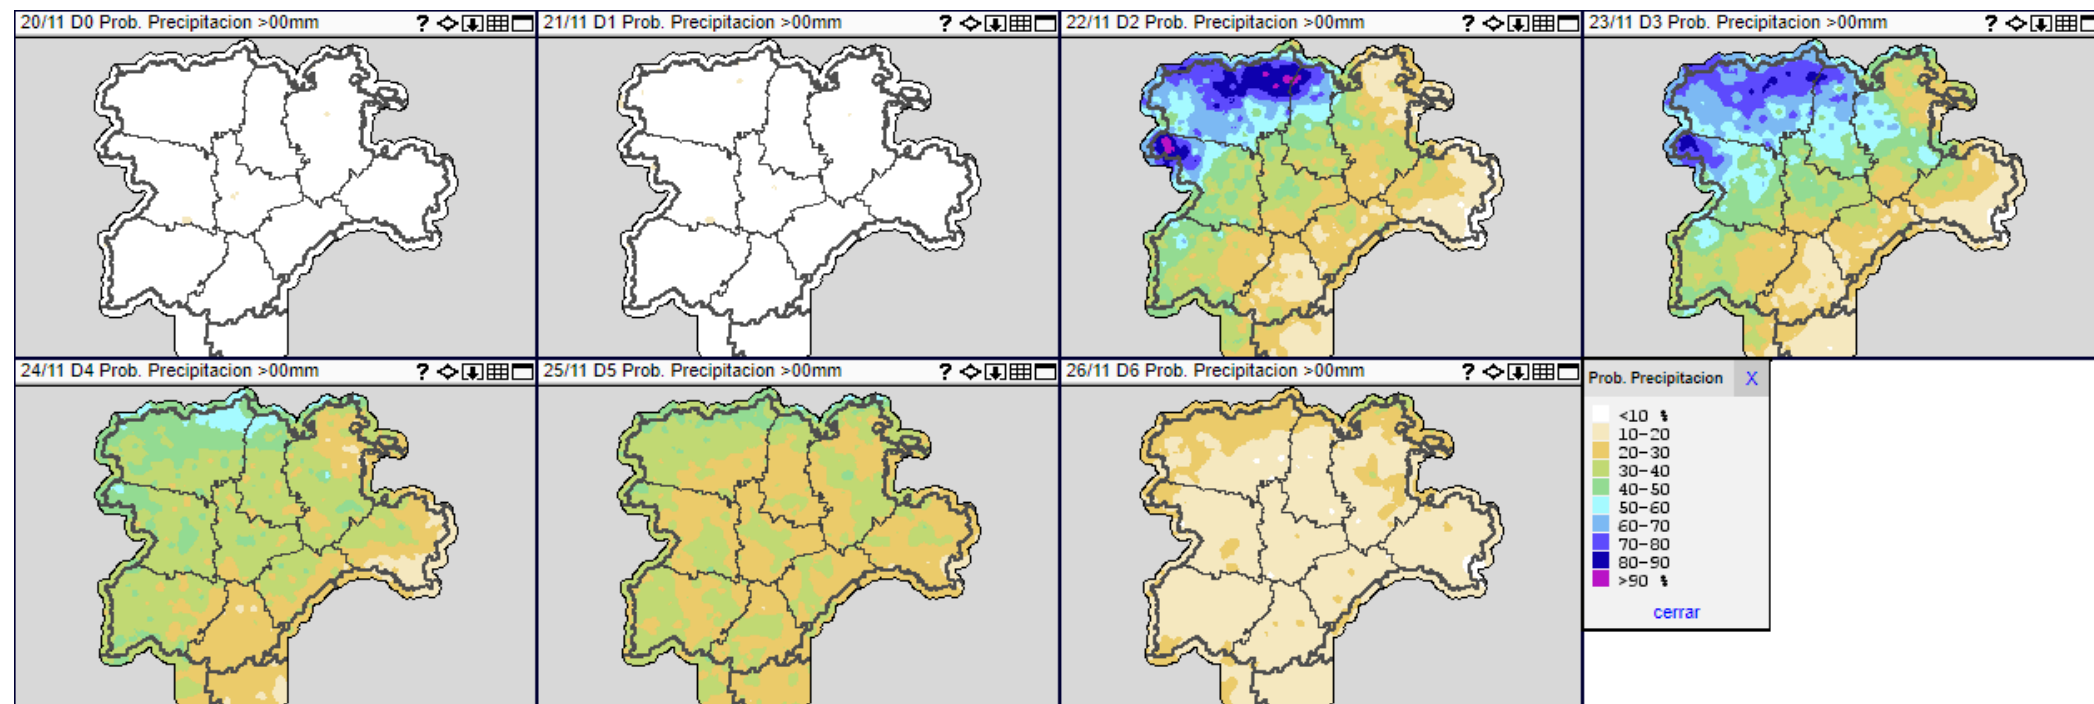 20/11 D0 Prob. Precipitacion >00mm ?
21/11 D1 Prob. Precipitacion >00mm ?
22/11 D2 Prob. Precipitacion >00mm ?
23/11 D3 Prob. Precipitacion >00mm ?
24/11 D4 Prob. Precipitacion >00mm ?
25/11 D5 Prob. Precipitacion >00mm ?
26/11 D6 Prob. Precipitacion >00mm ?
Prob. Precipitacion X
<10 %
10-20
20-30
30-40
40-50
50-60
60-70
70-80
80-90
>90 %
cerrar